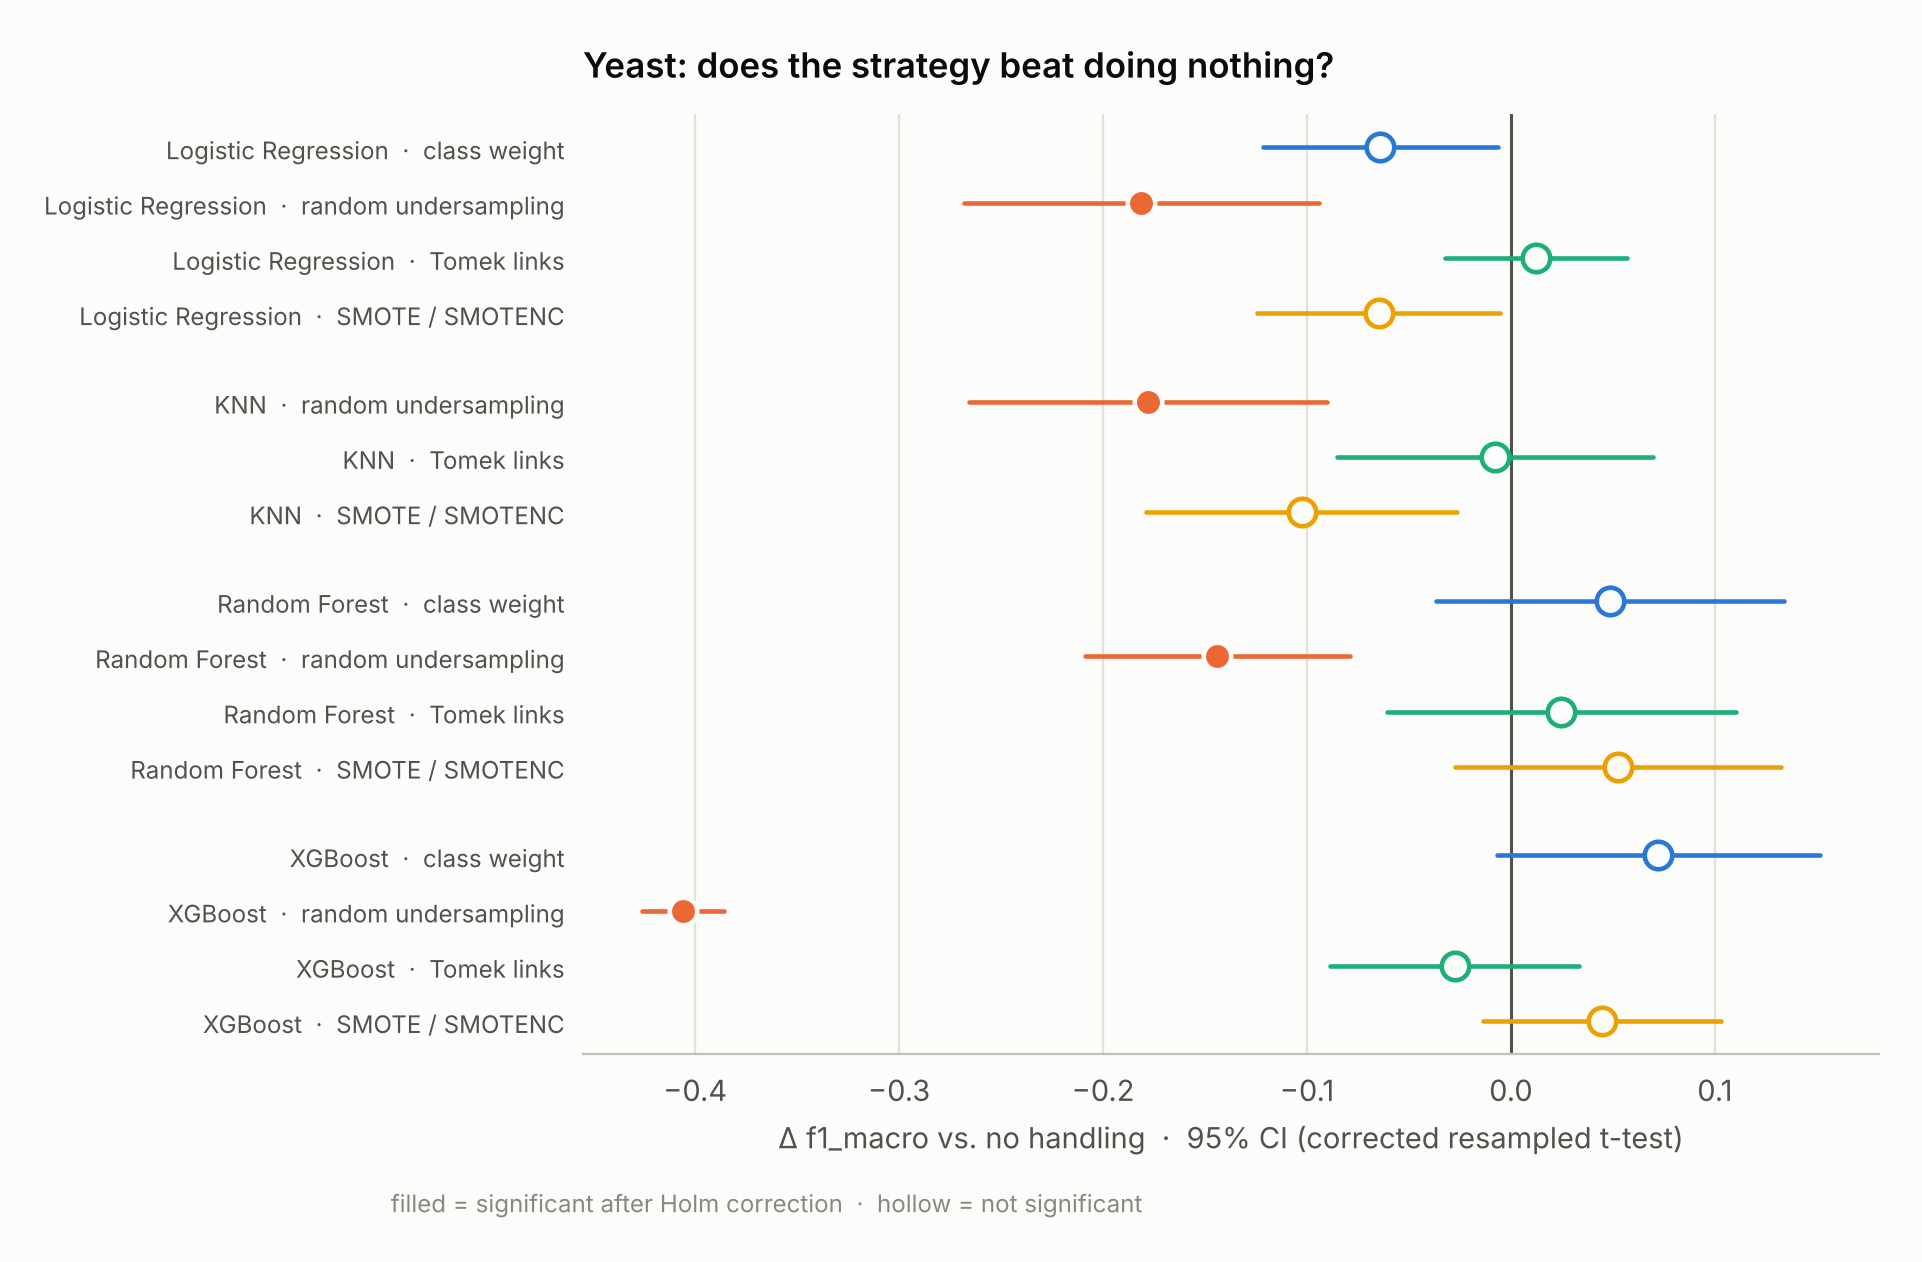 Yeast: does the strategy beat doing nothing?
Logistic Regression · class weight
Logistic Regression · random undersampling
Logistic Regression · Tomek links
Logistic Regression · SMOTE / SMOTENC
KNN · random undersampling
KNN · Tomek links
KNN · SMOTE / SMOTENC
Random Forest · class weight
Random Forest · random undersampling
Random Forest · Tomek links
Random Forest · SMOTE / SMOTENC
XGBoost · class weight
XGBoost · random undersampling
XGBoost · Tomek links
XGBoost · SMOTE / SMOTENC
−0.4 −0.3 −0.2 −0.1 0.0 0.1
Δ f1_macro vs. no handling · 95% CI (corrected resampled t-test)
filled = significant after Holm correction · hollow = not significant